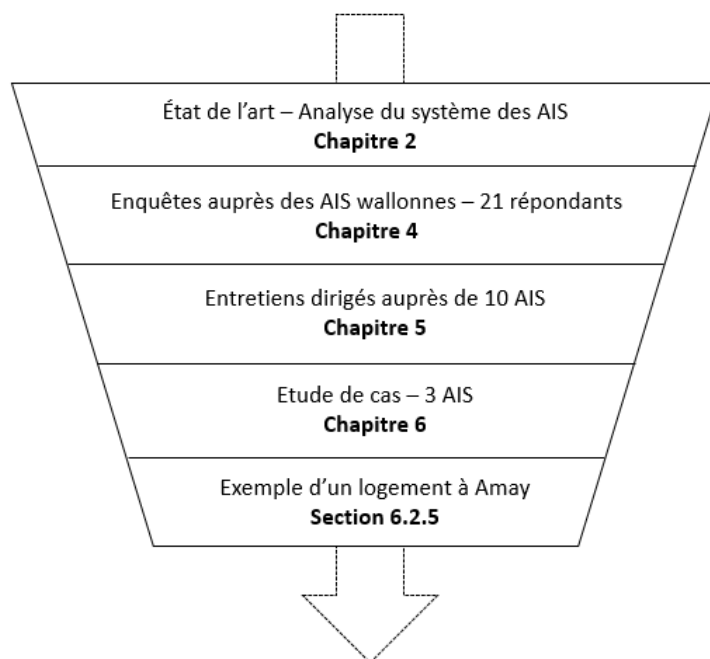 État de l’art – Analyse du système des AIS
Chapitre 2
Enquêtes auprès des AIS wallonnes – 21 répondants
Chapitre 4
Entretiens dirigés auprès de 10 AIS
Chapitre 5
Etude de cas – 3 AIS
Chapitre 6
Exemple d’un logement à Amay
Section 6.2.5